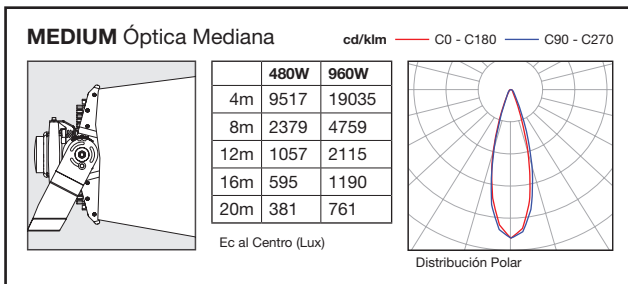 MEDIUM Óptica Mediana
cd/klm C0 - C180 C90 - C270
480W 960W
4m 9517 19035
8m 2379 4759
12m 1057 2115
16m 595 1190
20m 381 761
Ec al Centro (Lux)
Distribución Polar